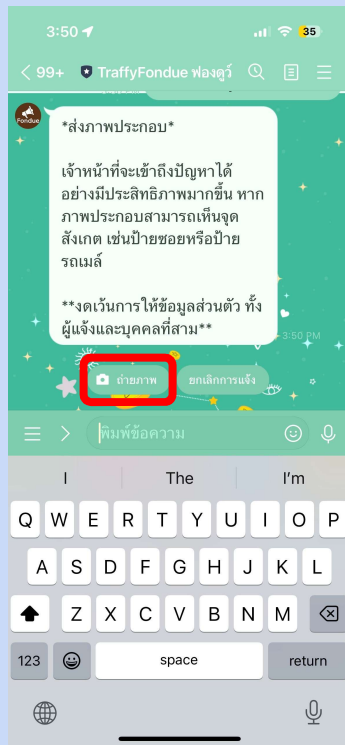 3:50
35
99+ TraffyFondue ฟองดูว์
Fondue
*ส่งภาพประกอบ*
เจ้าหน้าที่จะเข้าถึงปัญหาได้
อย่างมีประสิทธิภาพมากขึ้น หาก
ภาพประกอบสามารถเห็นจุด
สังเกต เช่นป้ายซอยหรือป้าย
รถเมล์
**งดเว้นการให้ข้อมูลส่วนตัว ทั้ง
ผู้แจ้งและบุคคลที่สาม**
3:50 PM
ถ่ายภาพ
ยกเลิกการแจ้ง
พิมพ์ข้อความ
I The I'm
Q W E R T Y U I O P
A S D F G H J K L
Z X C V B N M
123 space return